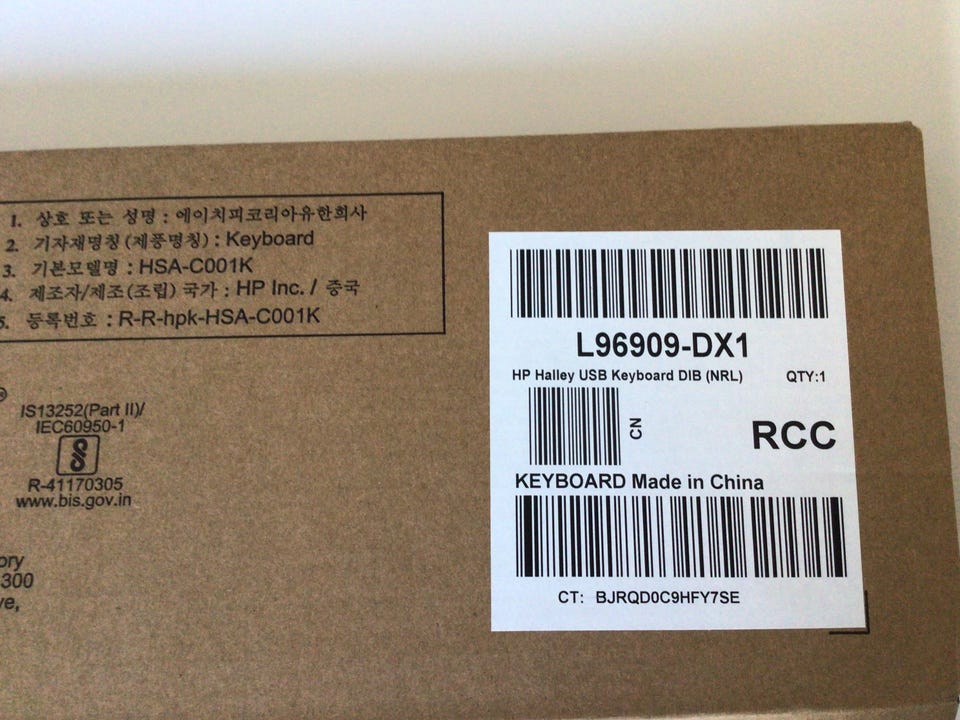 1. 상호 또는 성명 : 에이치피코리아유한회사
2. 기자재명칭(제품명칭) : Keyboard
3. 기본모델명 : HSA-C001K
4. 제조자/제조(조립) 국가 : HP Inc. / 중국
5. 등록번호 : R-R-hpk-HSA-C001K
®
IS13252(Part II)/
IEC60950-1
R-41170305
www.bis.gov.in
ory
300
ve,
L96909-DX1
HP Halley USB Keyboard DIB (NRL) QTY:1
CN
RCC
KEYBOARD Made in China
CT: BJRQD0C9HFY7SE